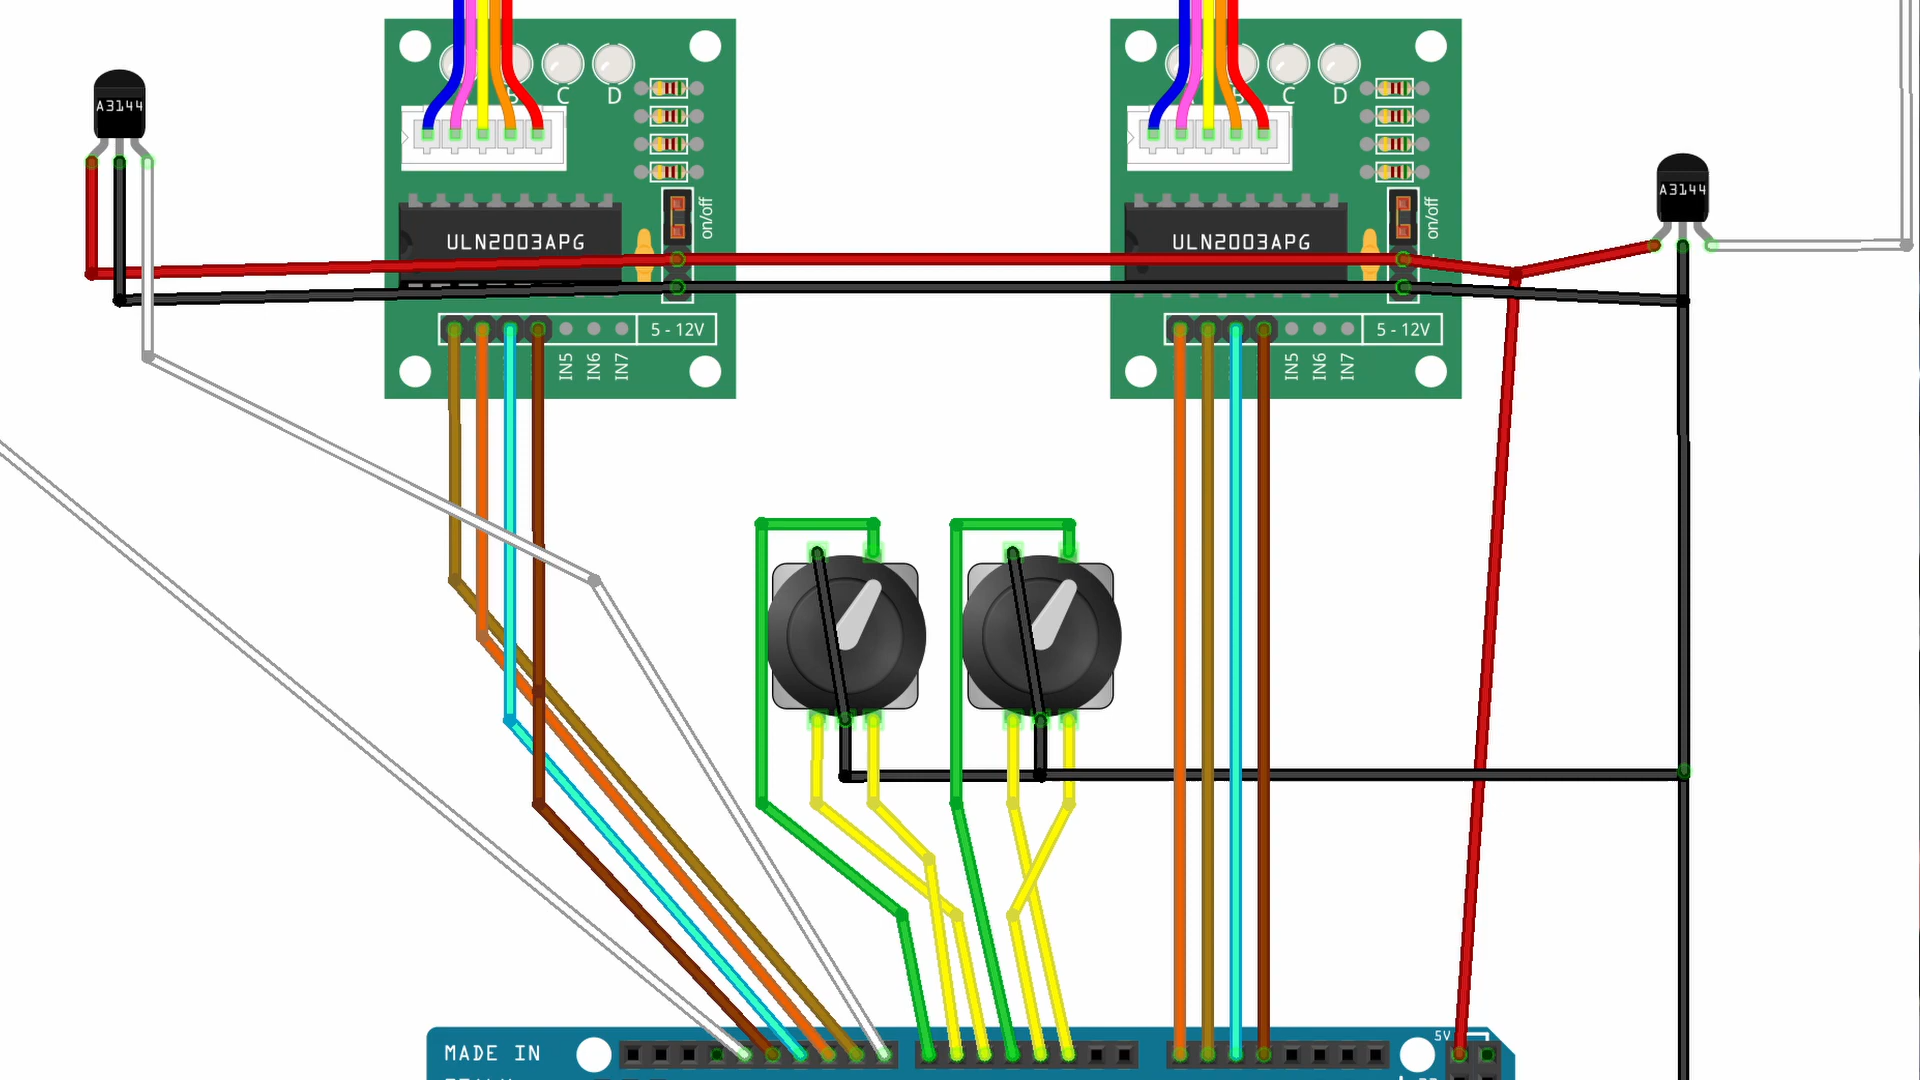 A3144
B C D
on/off
ULN2003APG
5 - 12V
IN5 IN6 IN7
B C D
on/off
ULN2003APG
5 - 12V
IN5 IN6 IN7
A3144
MADE IN
5V